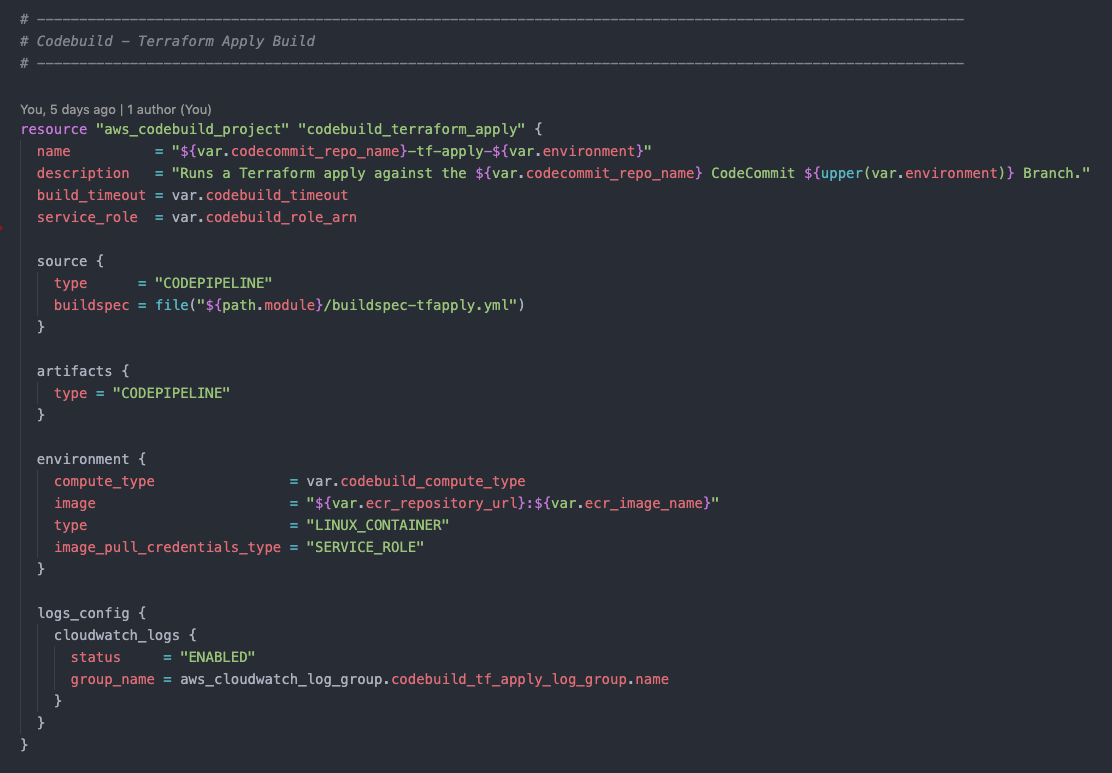 # --------------------------------------------------------------------------------------------------------------
# Codebuild - Terraform Apply Build
# --------------------------------------------------------------------------------------------------------------
You, 5 days ago | 1 author (You)
resource "aws_codebuild_project" "codebuild_terraform_apply" {
  name          = "${var.codecommit_repo_name}-tf-apply-${var.environment}"
  description   = "Runs a Terraform apply against the ${var.codecommit_repo_name} CodeCommit ${upper(var.environment)} Branch."
  build_timeout = var.codebuild_timeout
  service_role  = var.codebuild_role_arn

  source {
    type      = "CODEPIPELINE"
    buildspec = file("${path.module}/buildspec-tfapply.yml")
  }

  artifacts {
    type = "CODEPIPELINE"
  }

  environment {
    compute_type                = var.codebuild_compute_type
    image                       = "${var.ecr_repository_url}:${var.ecr_image_name}"
    type                        = "LINUX_CONTAINER"
    image_pull_credentials_type = "SERVICE_ROLE"
  }

  logs_config {
    cloudwatch_logs {
      status     = "ENABLED"
      group_name = aws_cloudwatch_log_group.codebuild_tf_apply_log_group.name
    }
  }
}